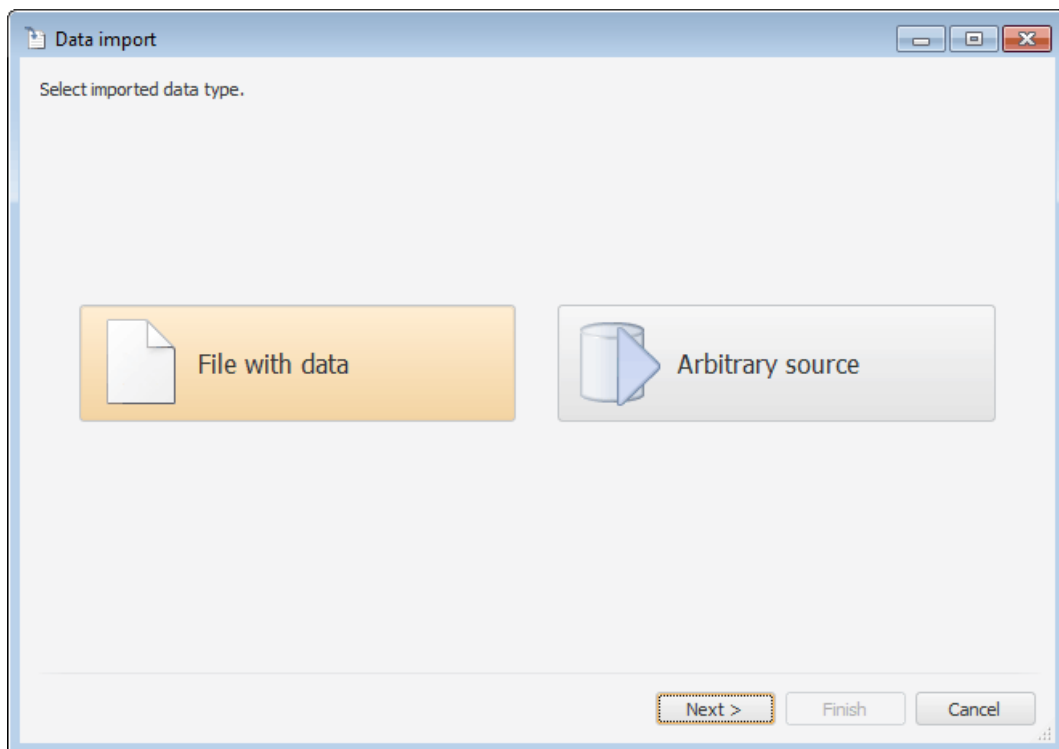 Data import
Select imported data type.
File with data
Arbitrary source
Next >
Finish
Cancel